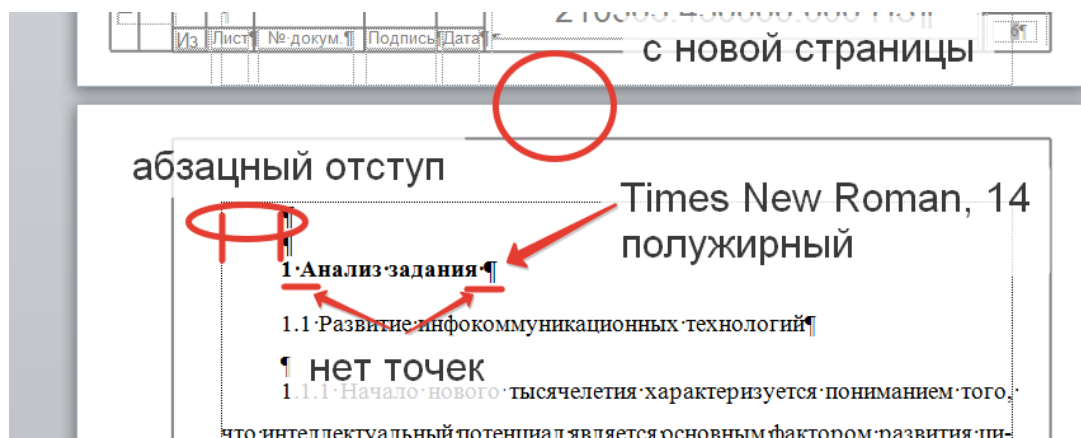 Из Лист¶ №·докум.¶ Подпись¶ Дата¶ 6¶
с новой страницы
абзацный отступ
Times New Roman, 14
полужирный
¶
¶
1·Анализ·задания·¶
1.1·Развитие·инфокоммуникационных·технологий¶
¶
нет точек
1.1.1·Начало·нового·тысячелетия·характеризуется·пониманием·того,·
что·интеллектуальный·потенциал·является·основным·фактором·развития·ци-